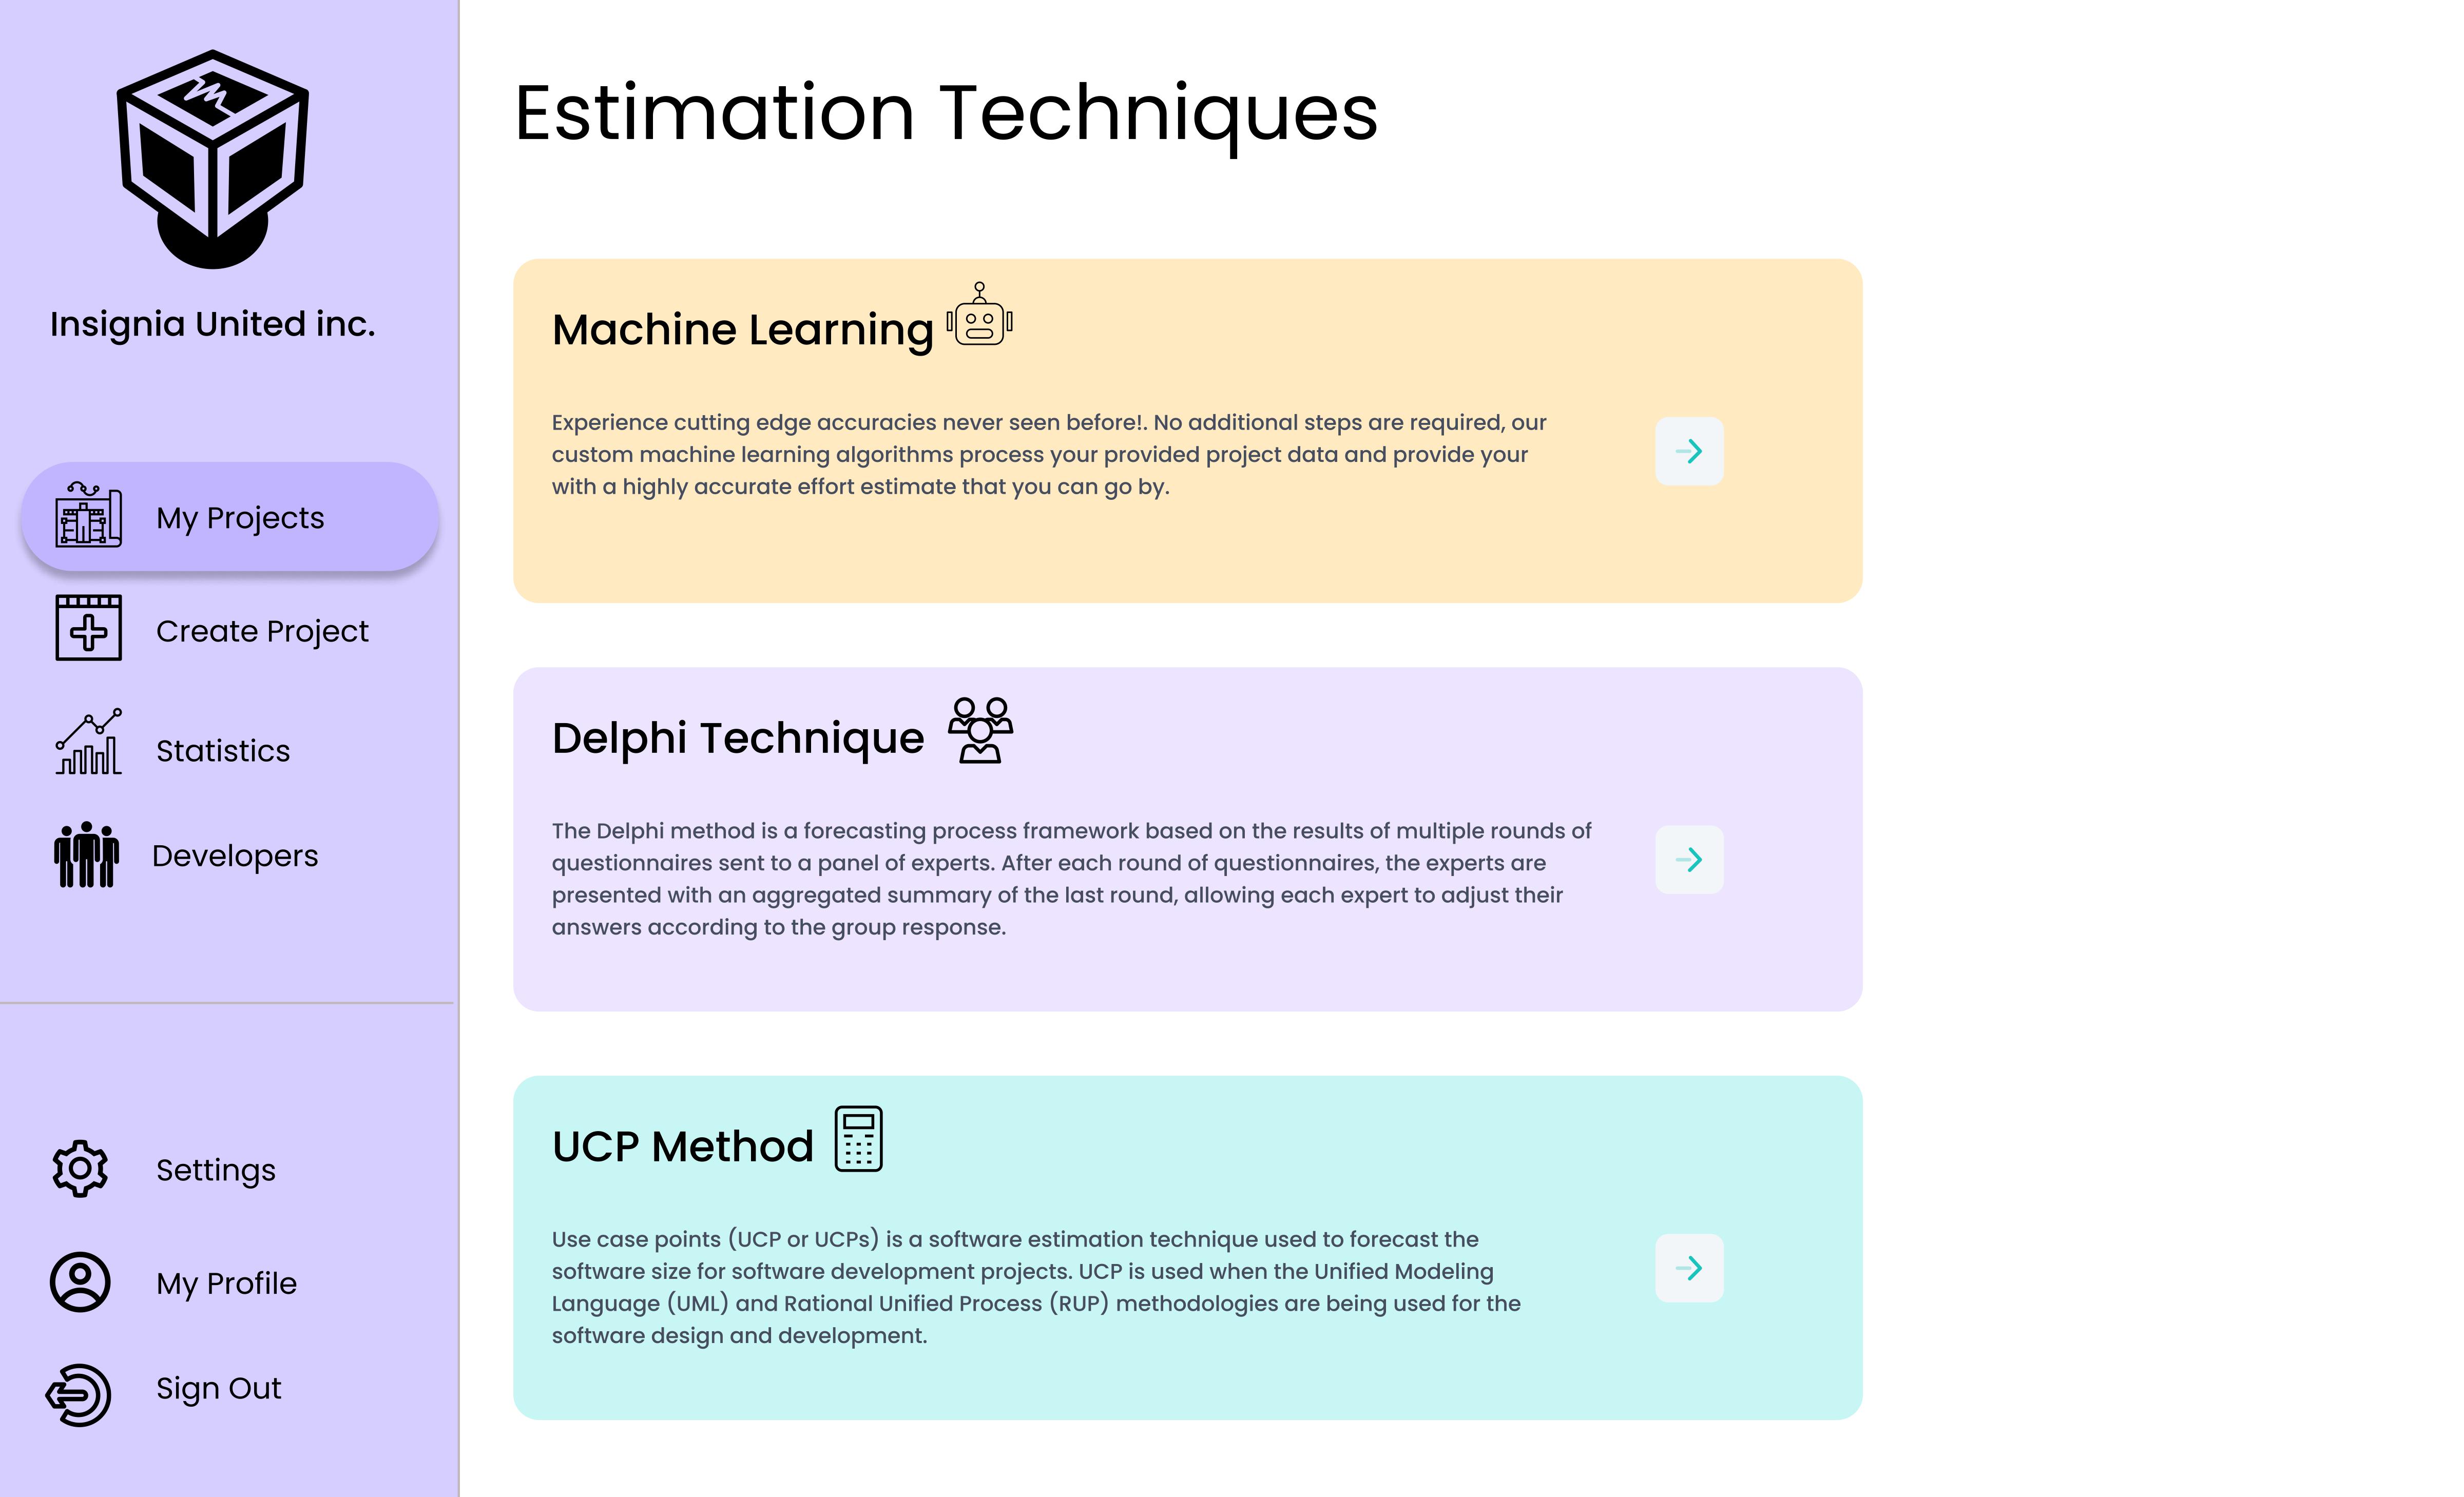 Insignia United inc.
My Projects
Create Project
Statistics
Developers
Settings
My Profile
Sign Out
Estimation Techniques
Machine Learning
Experience cutting edge accuracies never seen before!. No additional steps are required, our
custom machine learning algorithms process your provided project data and provide your
with a highly accurate effort estimate that you can go by.
Delphi Technique
The Delphi method is a forecasting process framework based on the results of multiple rounds of
questionnaires sent to a panel of experts. After each round of questionnaires, the experts are
presented with an aggregated summary of the last round, allowing each expert to adjust their
answers according to the group response.
UCP Method
Use case points (UCP or UCPs) is a software estimation technique used to forecast the
software size for software development projects. UCP is used when the Unified Modeling
Language (UML) and Rational Unified Process (RUP) methodologies are being used for the
software design and development.